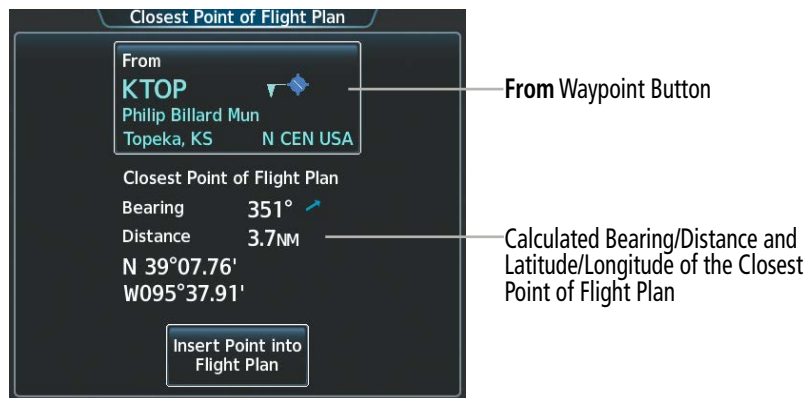 Closest Point of Flight Plan
From
KTOP
Philip Billard Mun
Topeka, KS N CEN USA
From Waypoint Button
Closest Point of Flight Plan
Bearing 351°
Distance 3.7NM
N 39°07.76'
W095°37.91'
Calculated Bearing/Distance and
Latitude/Longitude of the Closest
Point of Flight Plan
Insert Point into
Flight Plan